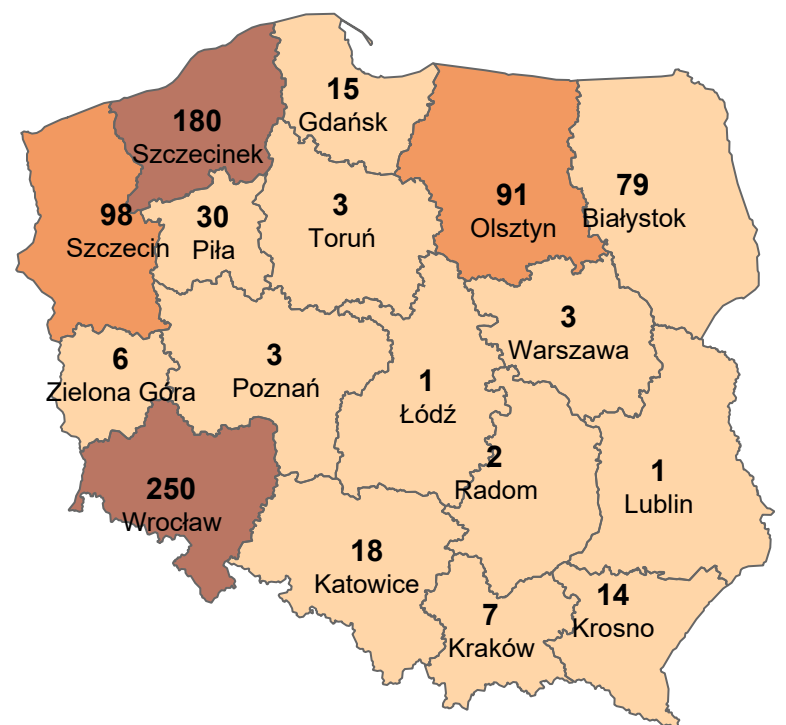 15
Gdańsk
180
Szczecinek
91
Olsztyn
79
Białystok
98
Szczecin
30
Piła
3
Toruń
3
Warszawa
6
Zielona Góra
3
Poznań
1
Łódź
2
Radom
1
Lublin
250
Wrocław
18
Katowice
7
Kraków
14
Krosno